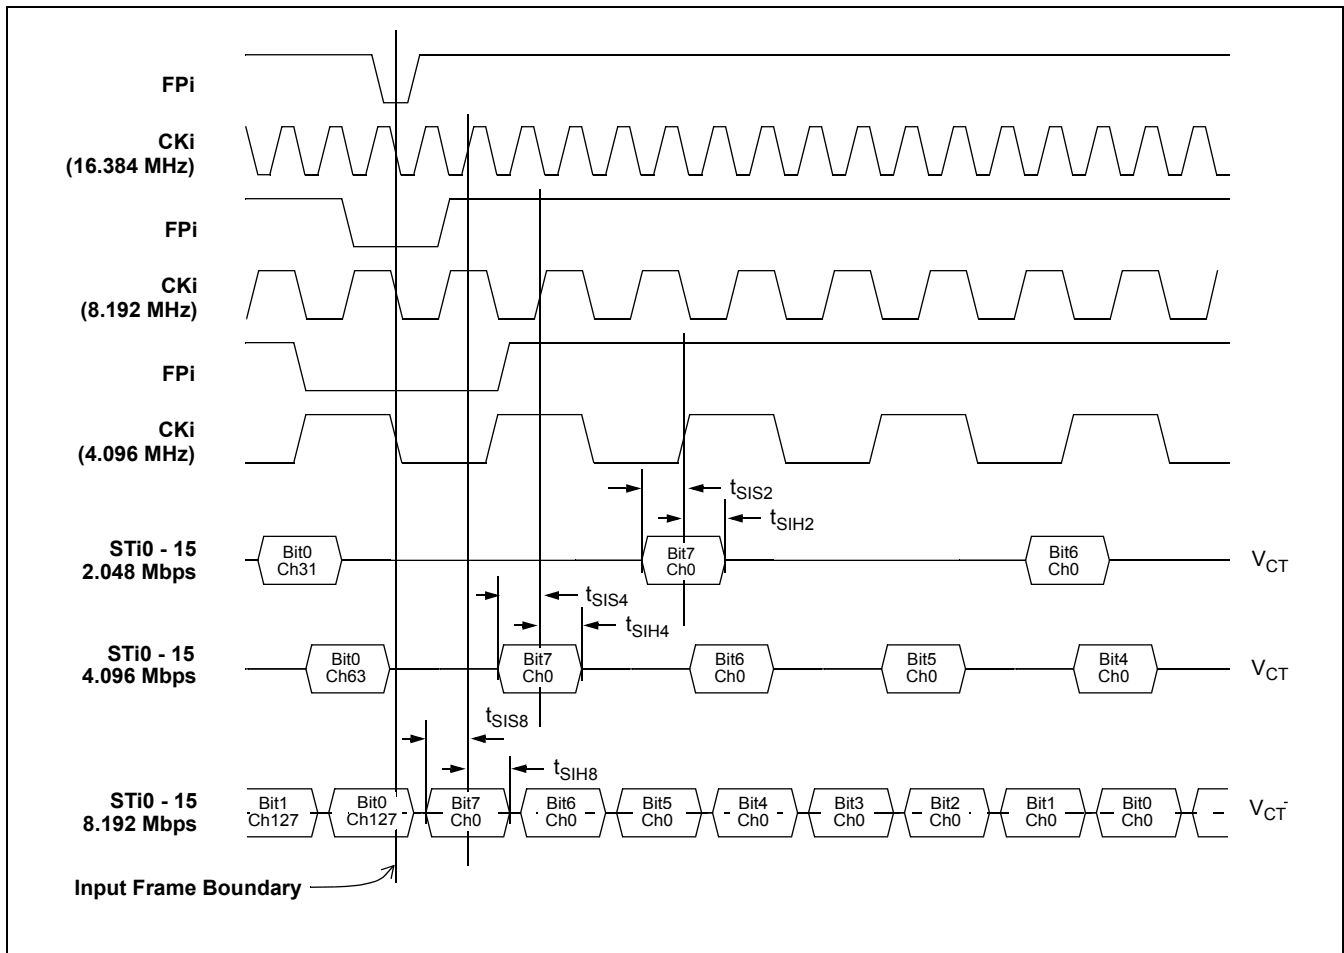 FPi
CKi
(16.384 MHz)
FPi
CKi
(8.192 MHz)
FPi
CKi
(4.096 MHz)
tSIS2
tSIH2
STi0 - 15
2.048 Mbps
Bit0
Ch31
Bit7
Ch0
Bit6
Ch0
VCT
tSIS4
tSIH4
STi0 - 15
4.096 Mbps
Bit0
Ch63
Bit7
Ch0
Bit6
Ch0
Bit5
Ch0
Bit4
Ch0
VCT
tSIS8
tSIH8
STi0 - 15
8.192 Mbps
Bit1
Ch127
Bit0
Ch127
Bit7
Ch0
Bit6
Ch0
Bit5
Ch0
Bit4
Ch0
Bit3
Ch0
Bit2
Ch0
Bit1
Ch0
Bit0
Ch0
VCT
Input Frame Boundary